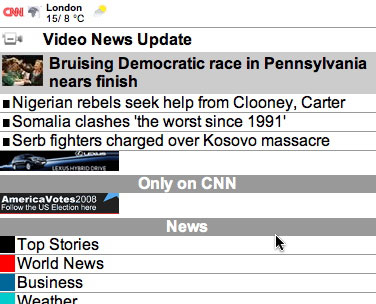 CNN London
15/ 8 °C
Video News Update
Bruising Democratic race in Pennsylvania
nears finish
Nigerian rebels seek help from Clooney, Carter
Somalia clashes 'the worst since 1991'
Serb fighters charged over Kosovo massacre
LEXUS
LEXUS HYBRID DRIVE
Only on CNN
AmericaVotes2008
Follow the US Election here
News
Top Stories
World News
Business
Weather